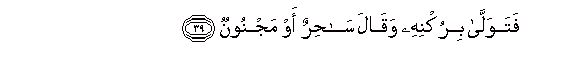 فَتَوَلَّىٰ بِرُكْنِهِۦ وَقَالَ سَـٰحِرٌ أَوْ مَجْنُونٌ ٣٩